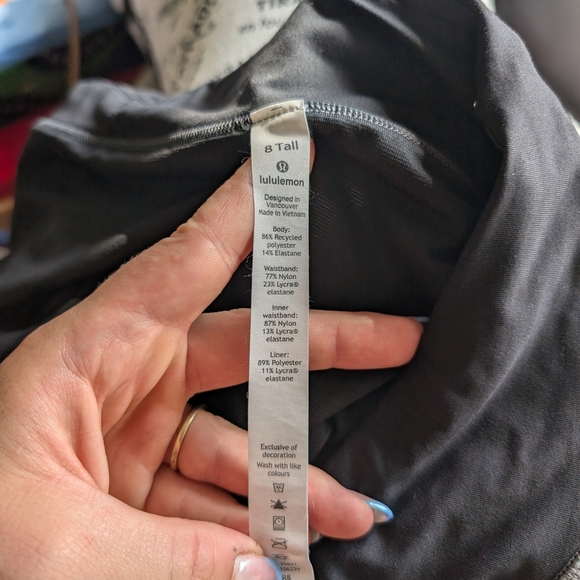 8 Tall
lululemon
Designed in
Vancouver
Made in Vietnam
Body:
86% Recycled
polyester
14% Elastane
Waistband:
77% Nylon
23% Lycra®
elastane
Inner
waistband:
87% Nylon
13% Lycra®
elastane
Liner:
89% Polyester
11% Lycra®
elastane
Exclusive of
decoration
Wash with like
colours